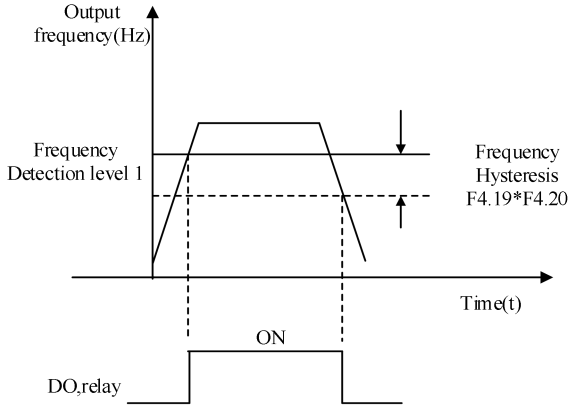 Output
frequency(Hz)
Frequency
Detection level 1
Frequency
Hysteresis
F4.19*F4.20
Time(t)
ON
DO,relay